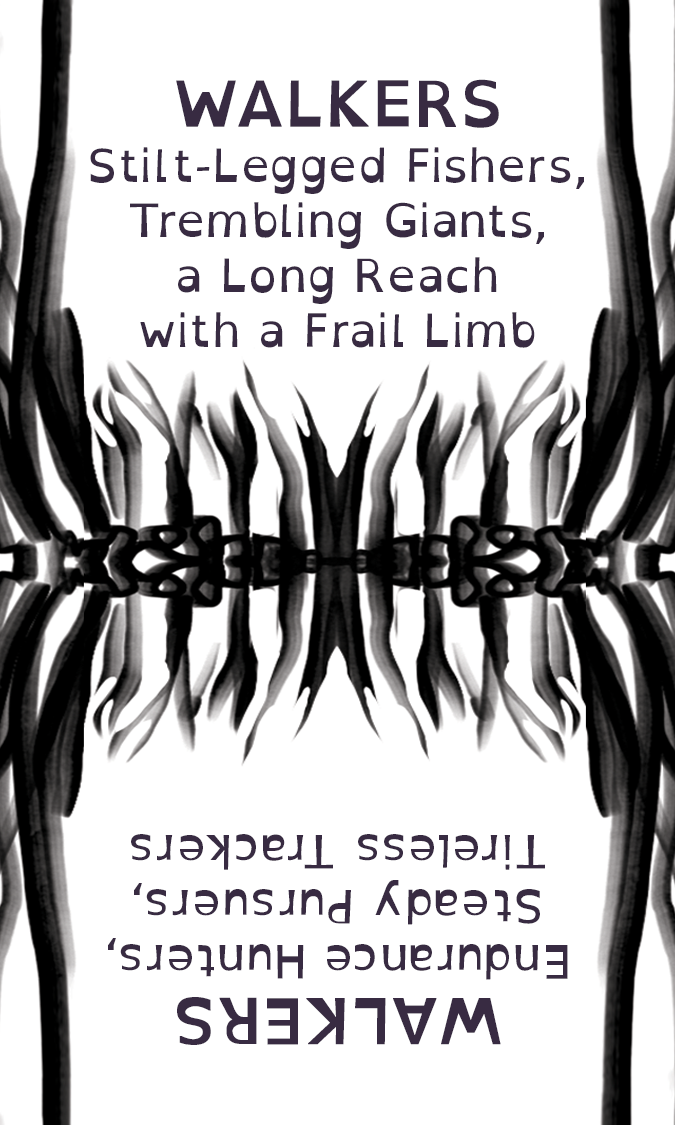 WALKERS
Stilt-Legged Fishers,
Trembling Giants,
a Long Reach
with a Frail Limb
WALKERS
Endurance Hunters,
Steady Pursuers,
Tireless Trackers